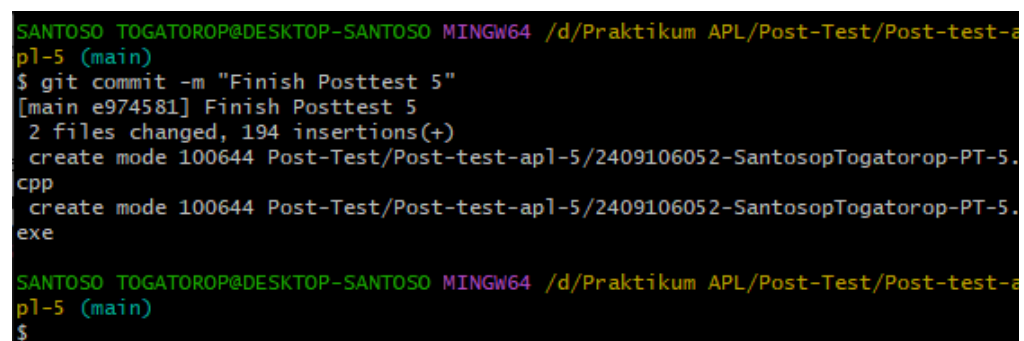 SANTOSO TOGATOROP@DESKTOP-SANTOSO MINGW64 /d/Praktikum APL/Post-Test/Post-test-a
pl-5 (main)
$ git commit -m "Finish Posttest 5"
[main e974581] Finish Posttest 5
 2 files changed, 194 insertions(+)
 create mode 100644 Post-Test/Post-test-apl-5/2409106052-SantosopTogatorop-PT-5.
cpp
 create mode 100644 Post-Test/Post-test-apl-5/2409106052-SantosopTogatorop-PT-5.
exe

SANTOSO TOGATOROP@DESKTOP-SANTOSO MINGW64 /d/Praktikum APL/Post-Test/Post-test-a
pl-5 (main)
$